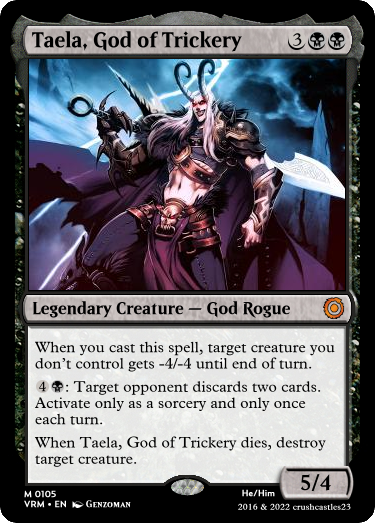 Taela, God of Trickery 3
Legendary Creature — God Rogue
When you cast this spell, target creature you
don't control gets -4/-4 until end of turn.
4 : Target opponent discards two cards.
Activate only as a sorcery and only once
each turn.
When Taela, God of Trickery dies, destroy
target creature.
5/4
M 0105
VRM • EN GENZOMAN
He/Him
2016 & 2022 crushcastles23